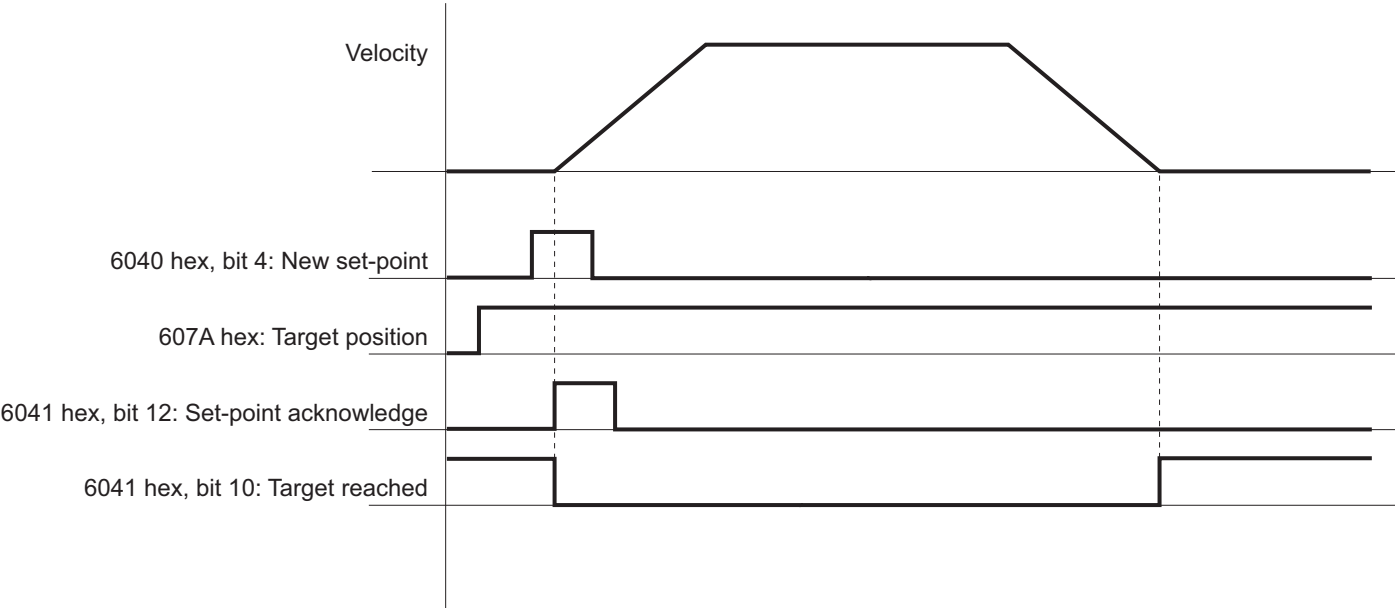 Velocity
6040 hex, bit 4: New set-point
607A hex: Target position
6041 hex, bit 12: Set-point acknowledge
6041 hex, bit 10: Target reached